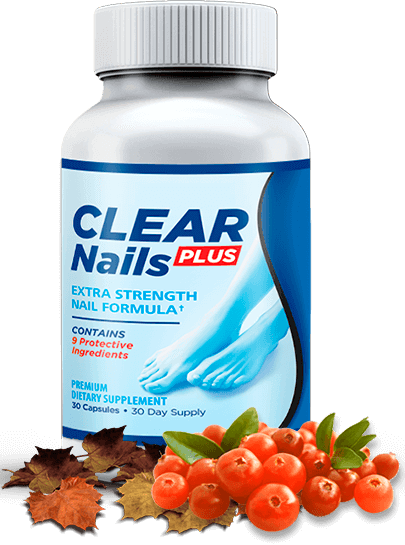 CLEAR
Nails PLUS
EXTRA STRENGTH
NAIL FORMULA†
CONTAINS
9 Protective
Ingredients
PREMIUM
DIETARY SUPPLEMENT
30 Capsules • 30 Day Supply